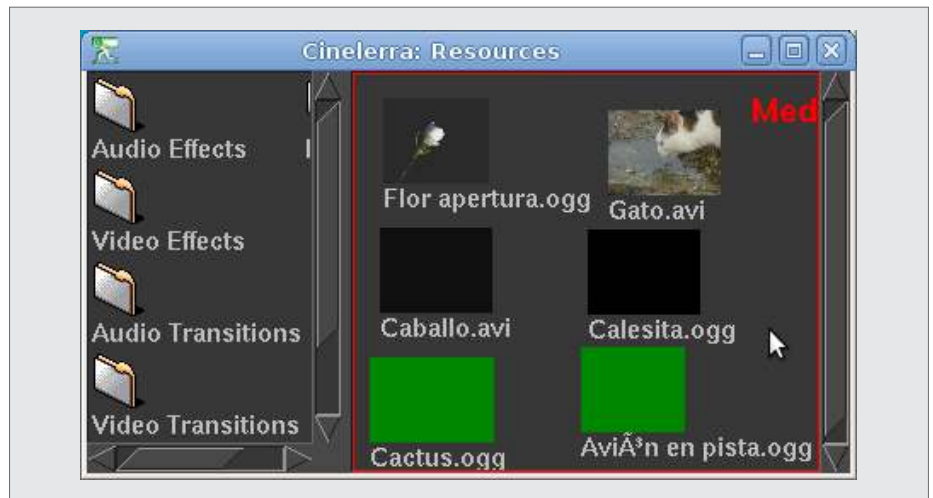 Cinelerra: Resources
Audio Effects
Video Effects
Audio Transitions
Video Transitions
Med
Flor apertura.ogg
Gato.avi
Caballo.avi
Calesita.ogg
Cactus.ogg
AviÃ³n en pista.ogg